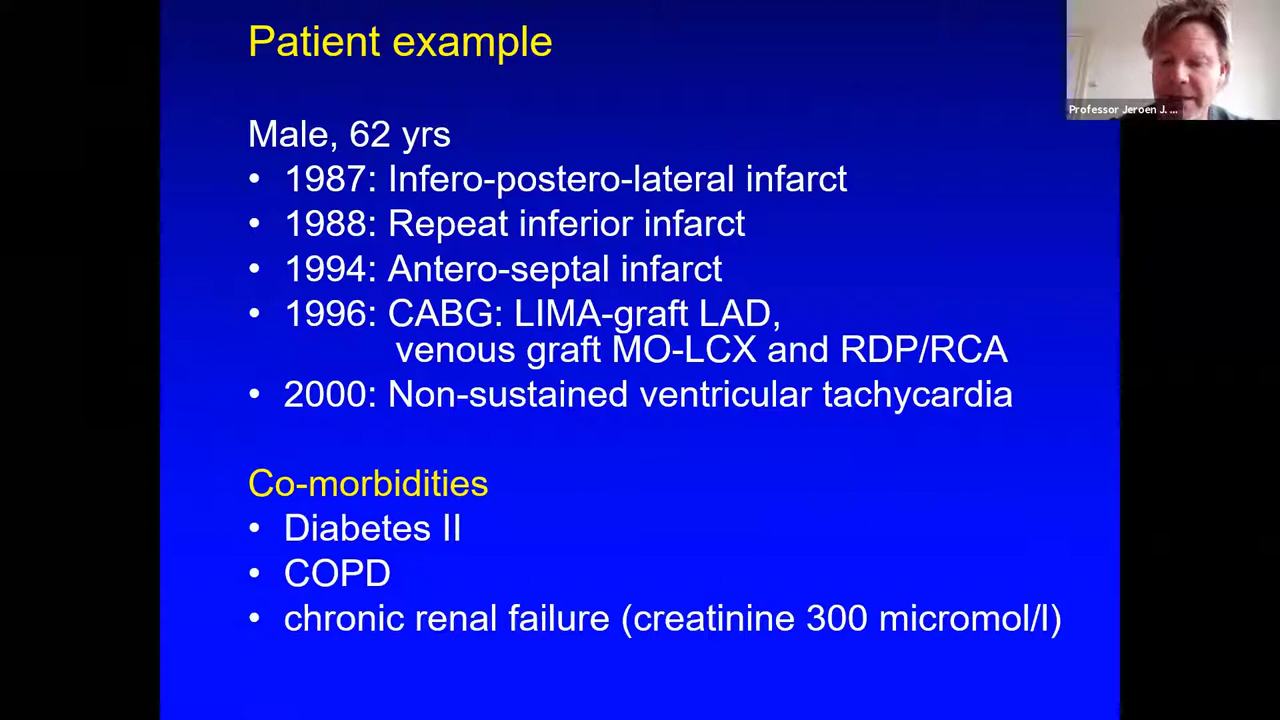 Patient example
Professor Jeroen J. ...
Male, 62 yrs
• 1987: Infero-postero-lateral infarct
• 1988: Repeat inferior infarct
• 1994: Antero-septal infarct
• 1996: CABG: LIMA-graft LAD,
venous graft MO-LCX and RDP/RCA
• 2000: Non-sustained ventricular tachycardia
Co-morbidities
• Diabetes II
• COPD
• chronic renal failure (creatinine 300 micromol/l)